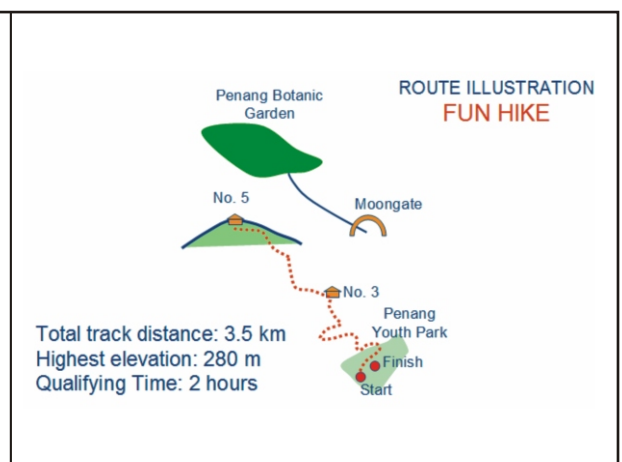 ROUTE ILLUSTRATION
FUN HIKE
Penang Botanic
Garden
No. 5
Moongate
No. 3
Penang
Youth Park
Finish
Start
Total track distance: 3.5 km
Highest elevation: 280 m
Qualifying Time: 2 hours